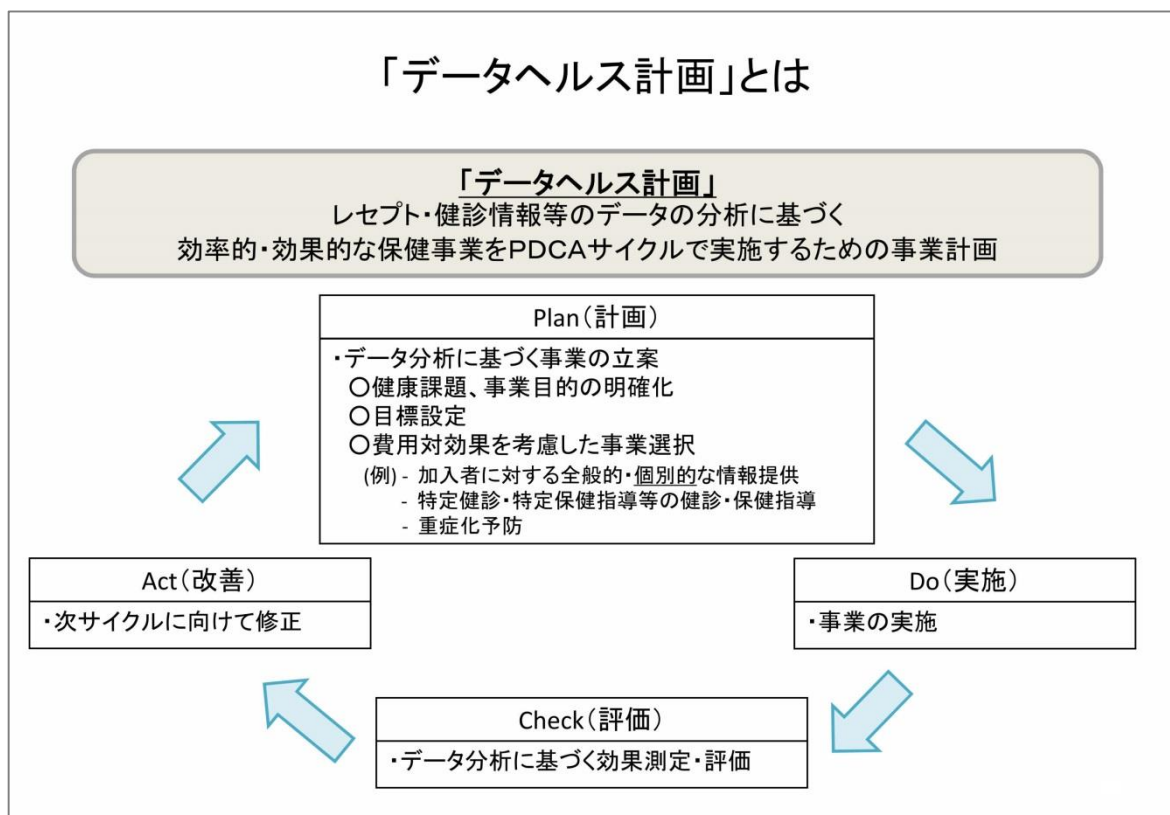 「データヘルス計画」とは
「データヘルス計画」
レセプト・健診情報等のデータの分析に基づく
効率的・効果的な保健事業をPDCAサイクルで実施するための事業計画
Plan(計画)
・データ分析に基づく事業の立案
○健康課題、事業目的の明確化
○目標設定
○費用対効果を考慮した事業選択
(例) - 加入者に対する全般的・個別的な情報提供
- 特定健診・特定保健指導等の健診・保健指導
- 重症化予防
Act(改善)
・次サイクルに向けて修正
Do(実施)
・事業の実施
Check(評価)
・データ分析に基づく効果測定・評価